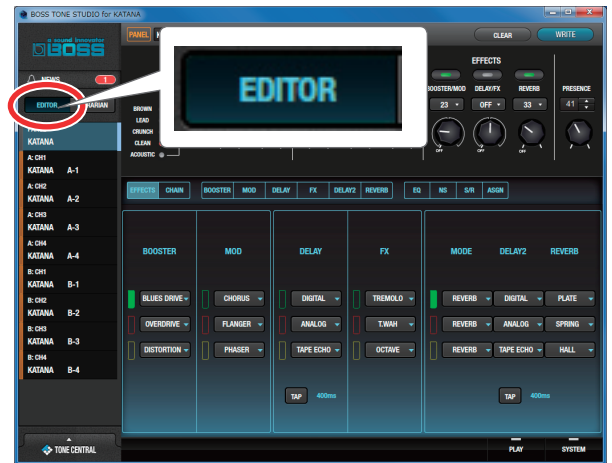 BOSS TONE STUDIO for KATANA
a sound innovator
BOSS
PANEL
CLEAR
WRITE
NEWS
1
EDITOR
EDITOR
EFFECTS
BOOSTER/MOD
DELAY/FX
REVERB
PRESENCE
23
OFF
33
41
BROWN
LEAD
CRUNCH
CLEAN
ACOUSTIC
OFF
OFF
OFF
KATANA
A: CH1
KATANA A-1
A: CH2
KATANA A-2
A: CH3
KATANA A-3
A: CH4
KATANA A-4
B: CH1
KATANA B-1
B: CH2
KATANA B-2
B: CH3
KATANA B-3
B: CH4
KATANA B-4
EFFECTS CHAIN BOOSTER MOD DELAY FX DELAY2 REVERB EQ NS S/R ASGN
BOOSTER MOD DELAY FX MODE DELAY2 REVERB
BLUES DRIVE CHORUS DIGITAL TREMOLO REVERB DIGITAL PLATE
OVERDRIVE FLANGER ANALOG T.WAH REVERB ANALOG SPRING
DISTORTION PHASER TAPE ECHO OCTAVE REVERB TAPE ECHO HALL
TAP 400ms TAP 400ms
TONE CENTRAL
PLAY
SYSTEM